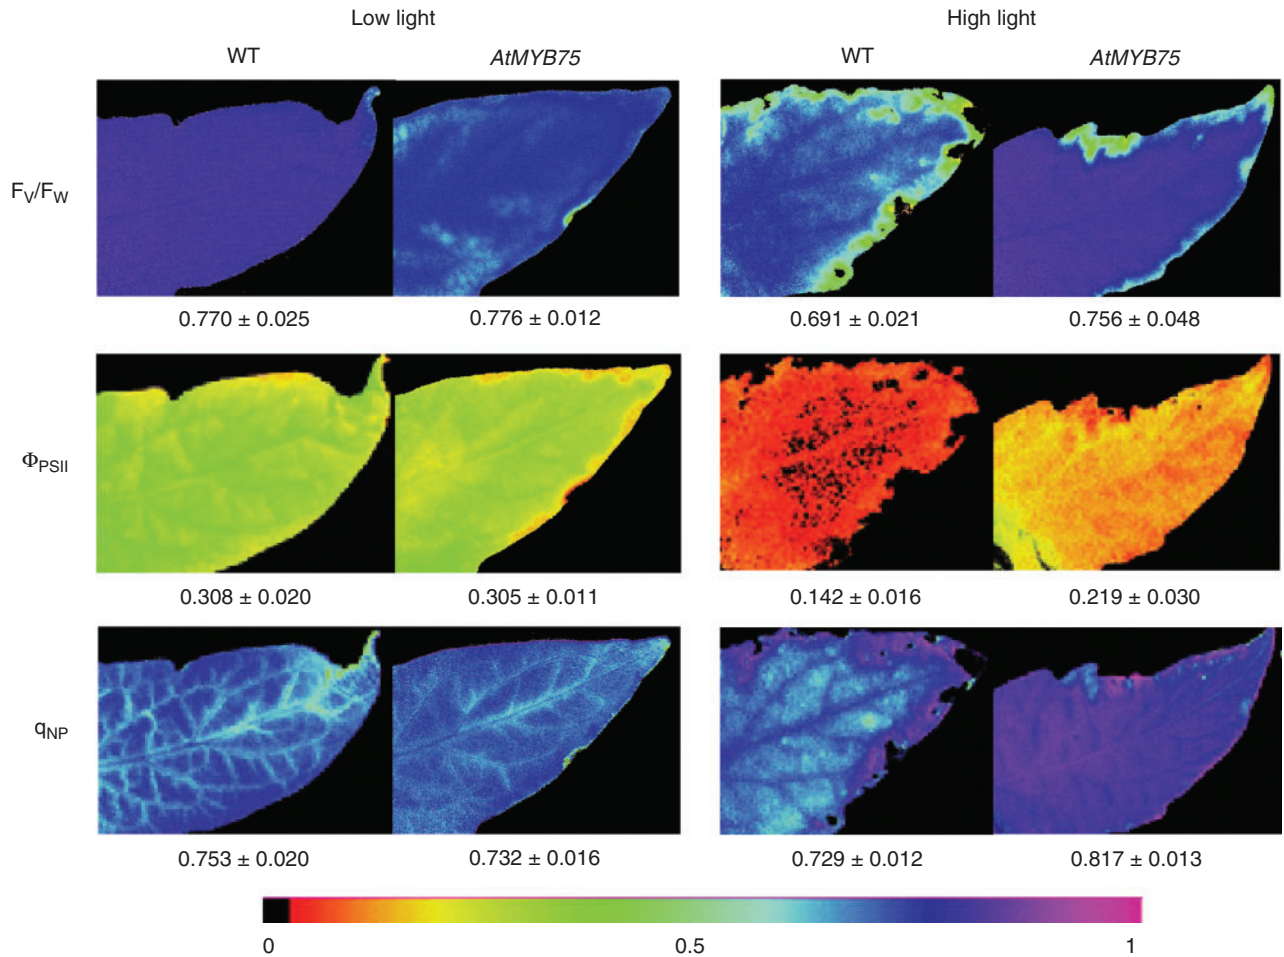 Low light High light
WT AtMYB75 WT AtMYB75
FV/FW
0.770 ± 0.025 0.776 ± 0.012 0.691 ± 0.021 0.756 ± 0.048
ΦPSII
0.308 ± 0.020 0.305 ± 0.011 0.142 ± 0.016 0.219 ± 0.030
qNP
0.753 ± 0.020 0.732 ± 0.016 0.729 ± 0.012 0.817 ± 0.013
0 0.5 1